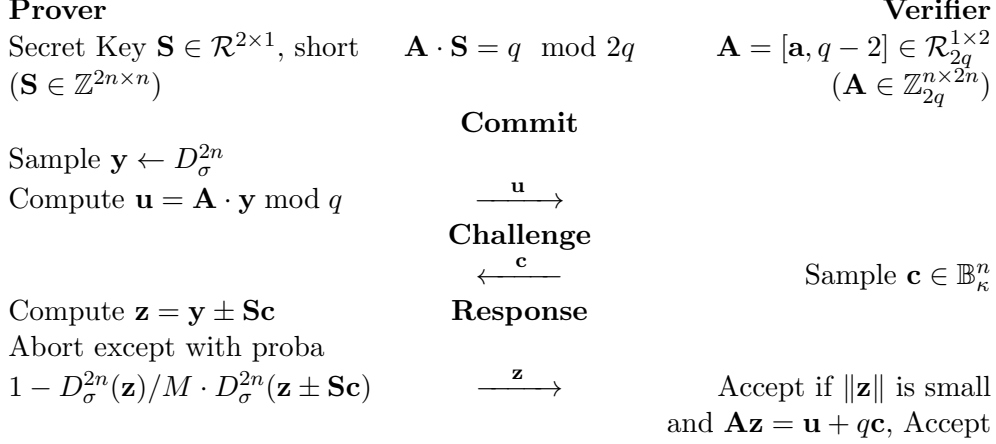 Prover Verifier
Secret Key S ∈ ℛ^{2×1}, short A · S = q mod 2q A = [a, q − 2] ∈ ℛ_{2q}^{1×2}
(S ∈ ℤ^{2n×n}) (A ∈ ℤ_{2q}^{n×2n})
Commit
Sample y ← D_σ^{2n}
Compute u = A · y mod q u
Challenge
c Sample c ∈ 𝔹_κ^n
Compute z = y ± Sc Response
Abort except with proba
1 − D_σ^{2n}(z)/M · D_σ^{2n}(z ± Sc) z Accept if ‖z‖ is small
and Az = u + qc, Accept